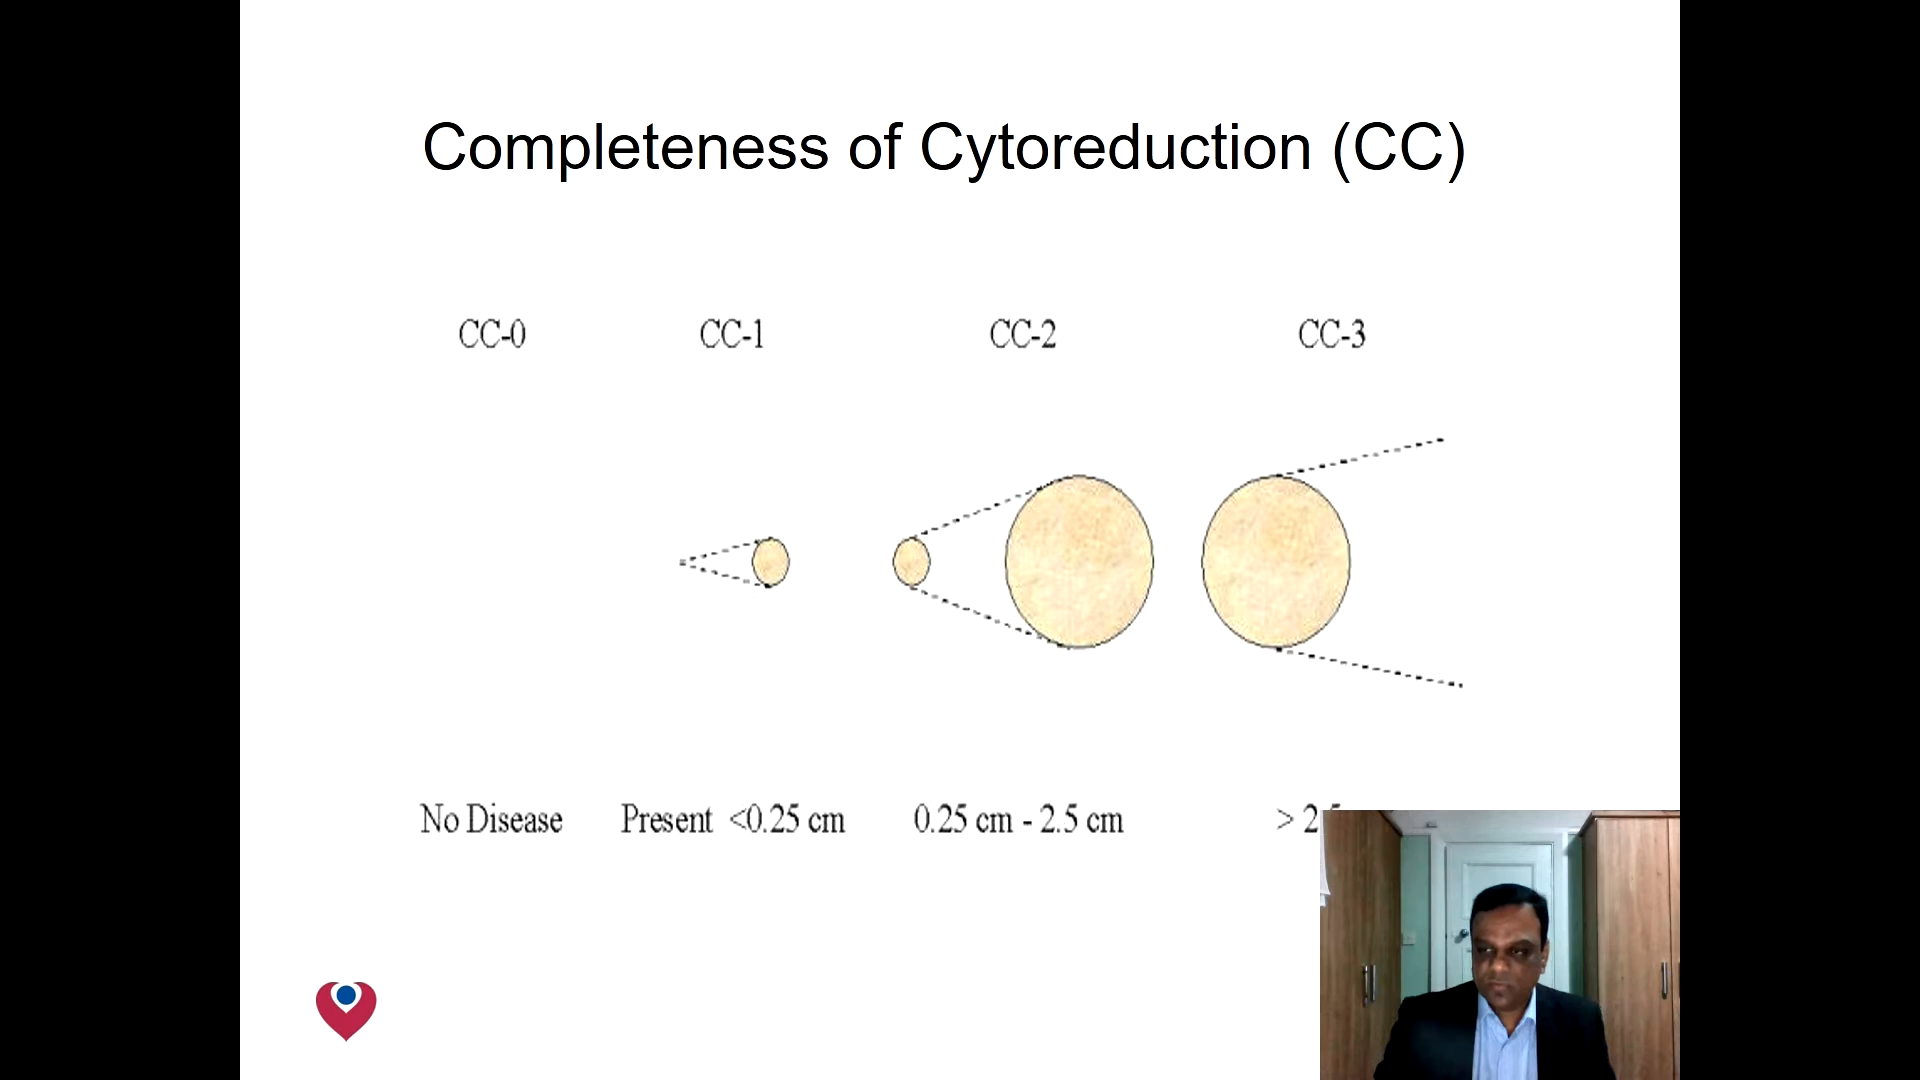 Completeness of Cytoreduction (CC)
CC-0 CC-1 CC-2 CC-3
No Disease Present <0.25 cm 0.25 cm - 2.5 cm > 2